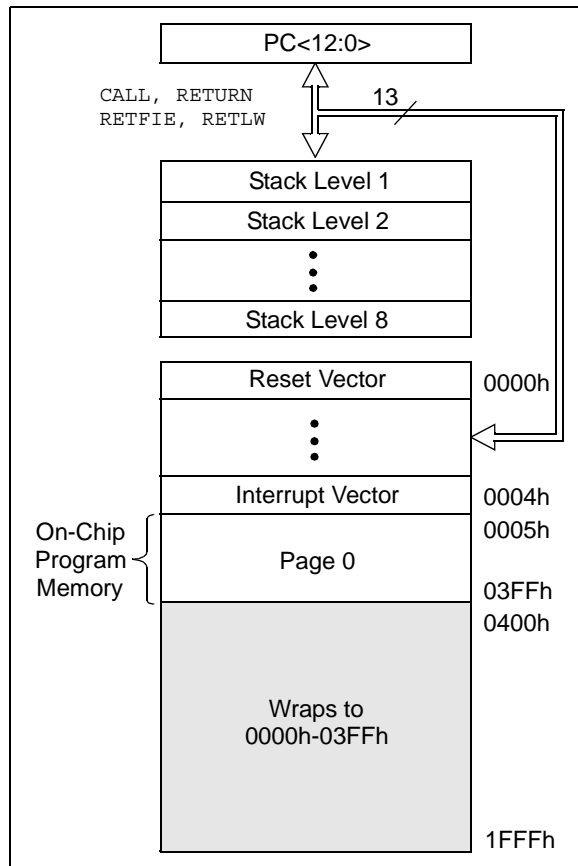 PC<12:0>
CALL, RETURN
RETFIE, RETLW
13
Stack Level 1
Stack Level 2
Stack Level 8
Reset Vector
0000h
Interrupt Vector
0004h
On-Chip
Program
Memory
Page 0
0005h
03FFh
0400h
Wraps to
0000h-03FFh
1FFFh